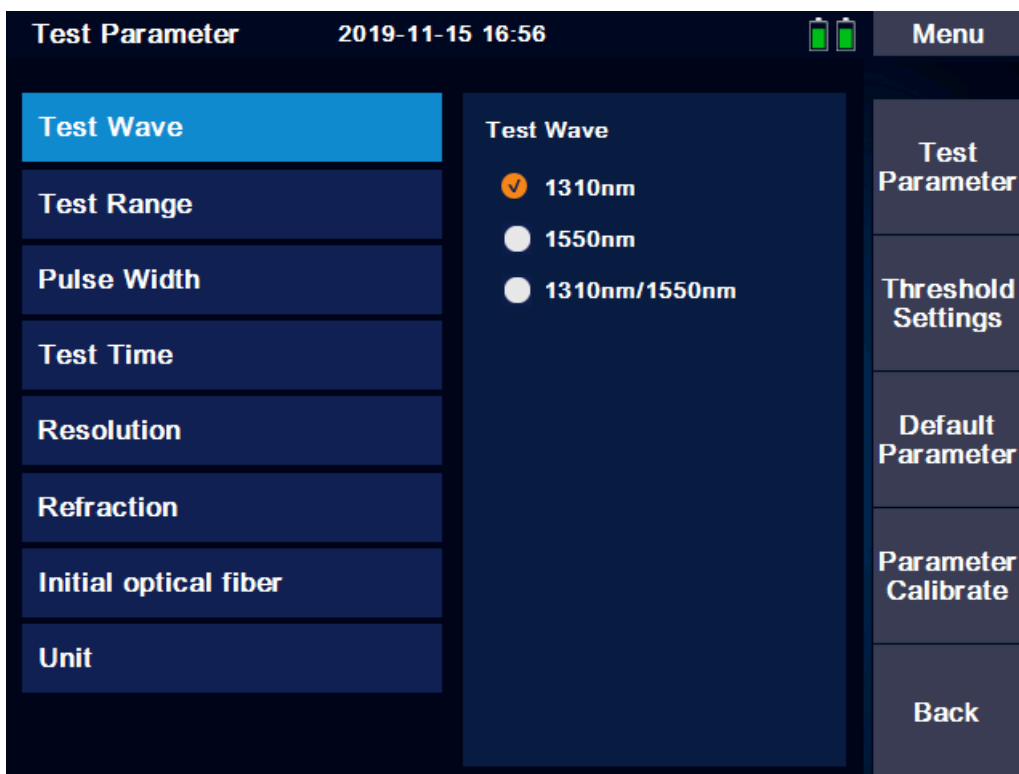 Test Parameter 2019-11-15 16:56 Menu
Test Wave
Test Range
Pulse Width
Test Time
Resolution
Refraction
Initial optical fiber
Unit
Test Wave
1310nm
1550nm
1310nm/1550nm
Test
Parameter
Threshold
Settings
Default
Parameter
Parameter
Calibrate
Back